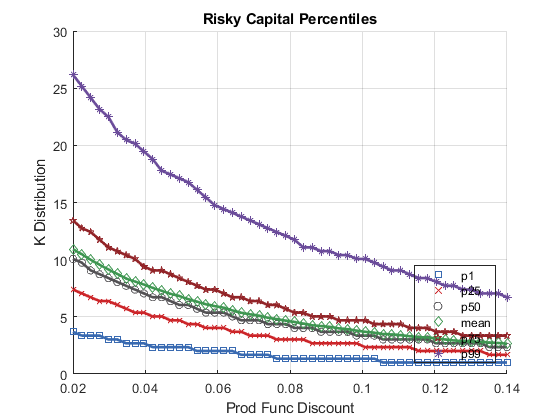 Risky Capital Percentiles
K Distribution
30
25
20
15
10
5
0
p1
p25
p50
mean
p75
p99
0.02
0.04
0.06
0.08
0.1
0.12
0.14
Prod Func Discount